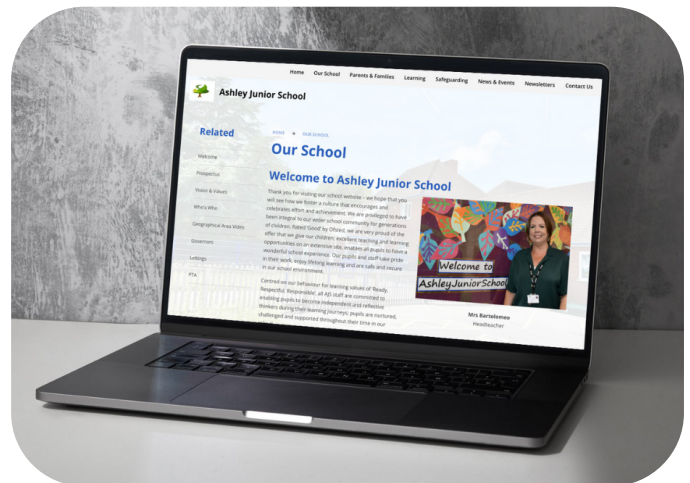 Home Our School Parents & Families Learning Safeguarding News & Events Newsletters Contact Us
Ashley Junior School
Related
HOME OUR SCHOOL
Our School
Welcome
Prospectus
Vision & Values
Who's Who
Geographical Area Video
Governors
Lettings
PTA
Welcome to Ashley Junior School
Thank you for visiting our school website - we hope that you
will see how we foster a culture that encourages and
celebrates effort and achievement. We are privileged to have
been integral to our wider school community for generations
of children. Rated 'Good' by Ofsted, we are very proud of the
offer that we give our children: excellent teaching and learning
opportunities on an extensive site, enables all pupils to have a
wonderful school experience. Our pupils and staff take pride
in their work, enjoy lifelong learning and are safe and secure
in our school environment.
Centred on our behaviour for learning values of 'Ready,
Respectful, Responsible', all AJS staff are committed to
enabling pupils to become independent and reflective
thinkers during their learning journeys; pupils are nurtured,
challenged and supported throughout their time in our
Welcome to
Ashley Junior School
Mrs Bartolomeo
Headteacher